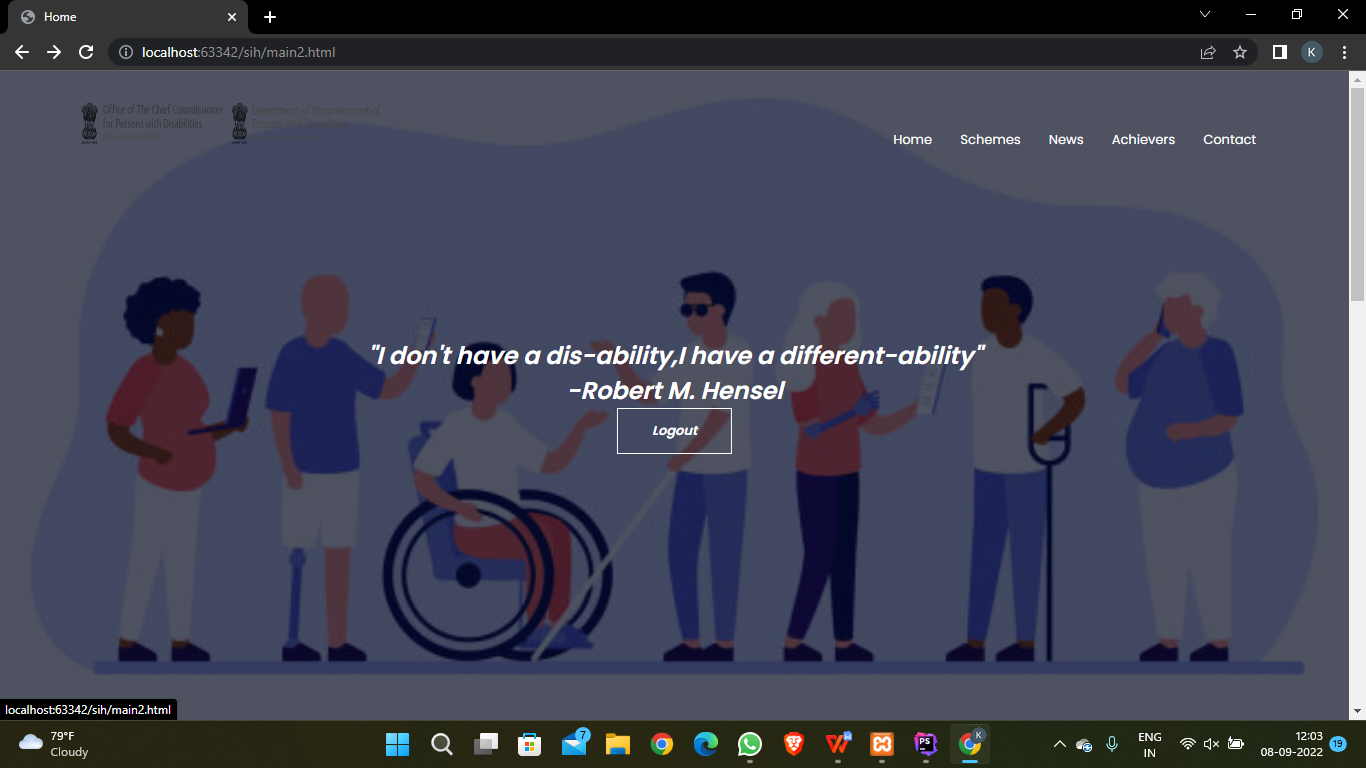 Home
localhost:63342/sih/main2.html
K
Office of The Chief Commissioner
for Persons with Disabilities
Department of Empowerment of
Persons with Disabilities
Home Schemes News Achievers Contact
"I don't have a dis-ability,I have a different-ability"
-Robert M. Hensel
Logout
localhost:63342/sih/main2.html
79°F
Cloudy
7
W
PS
K
ENG
IN
12:03
08-09-2022
19